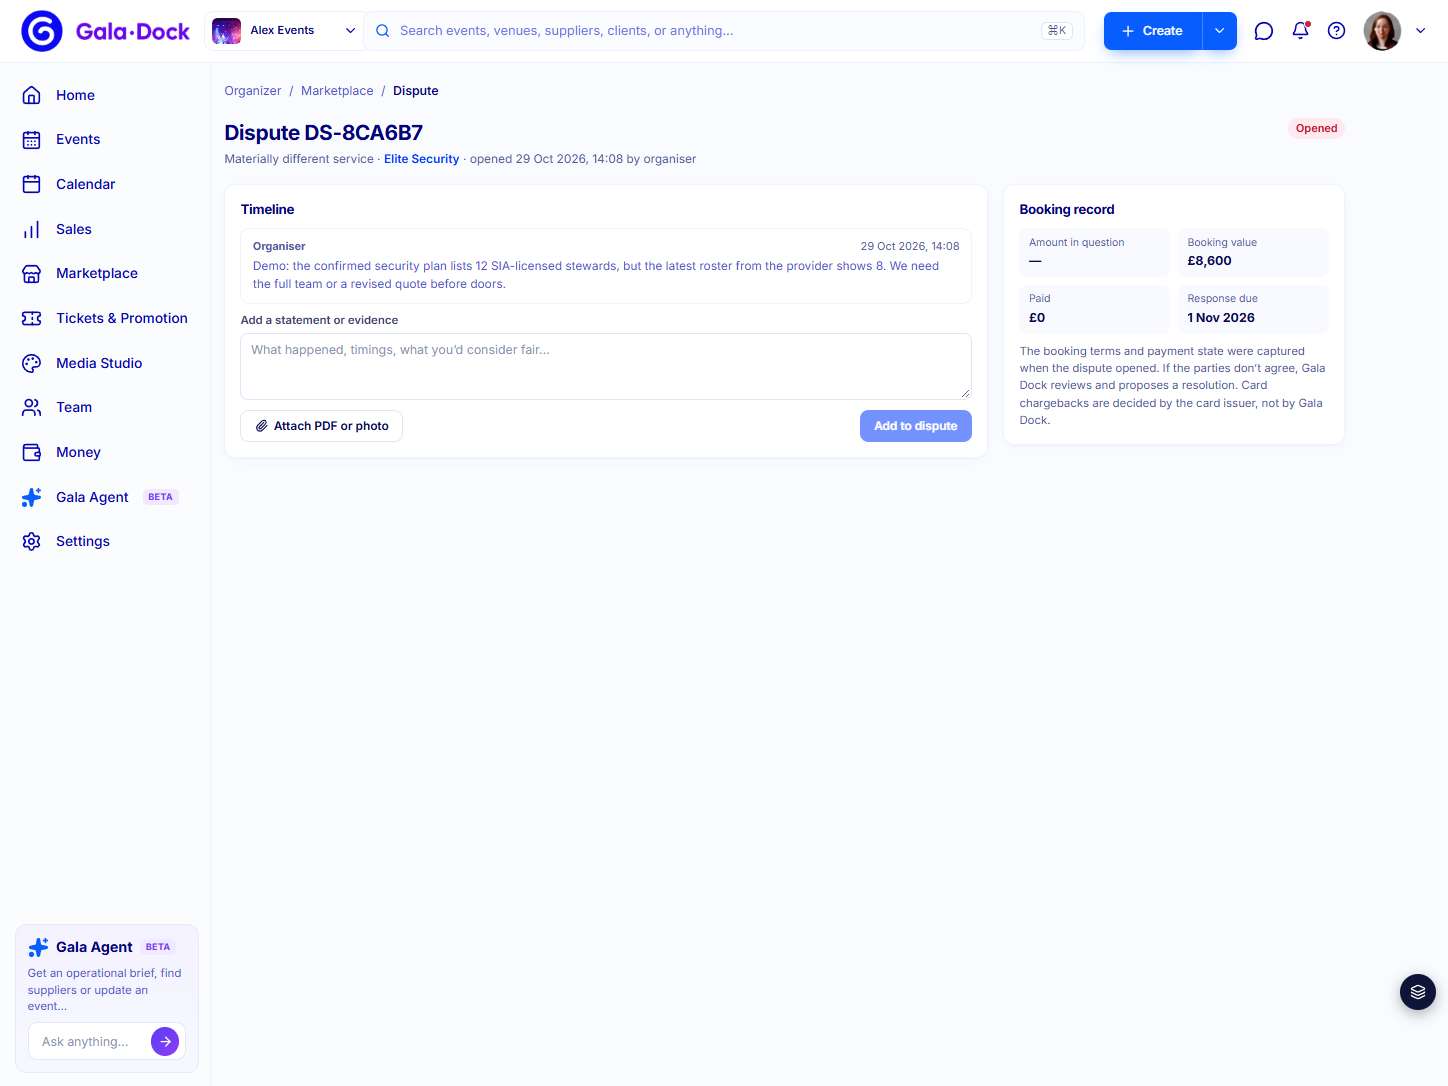 Gala·Dock
Alex Events
Search events, venues, suppliers, clients, or anything...
⌘K
+ Create
Home
Events
Calendar
Sales
Marketplace
Tickets & Promotion
Media Studio
Team
Money
Gala Agent BETA
Settings
Organizer / Marketplace / Dispute
Dispute DS-8CA6B7
Opened
Materially different service · Elite Security · opened 29 Oct 2026, 14:08 by organiser
Timeline
Organiser
29 Oct 2026, 14:08
Demo: the confirmed security plan lists 12 SIA-licensed stewards, but the latest roster from the provider shows 8. We need
the full team or a revised quote before doors.
Add a statement or evidence
What happened, timings, what you'd consider fair...
Attach PDF or photo
Add to dispute
Booking record
Amount in question
—
Booking value
£8,600
Paid
£0
Response due
1 Nov 2026
The booking terms and payment state were captured
when the dispute opened. If the parties don't agree, Gala
Dock reviews and proposes a resolution. Card
chargebacks are decided by the card issuer, not by Gala
Dock.
Gala Agent BETA
Get an operational brief, find
suppliers or update an
event...
Ask anything...